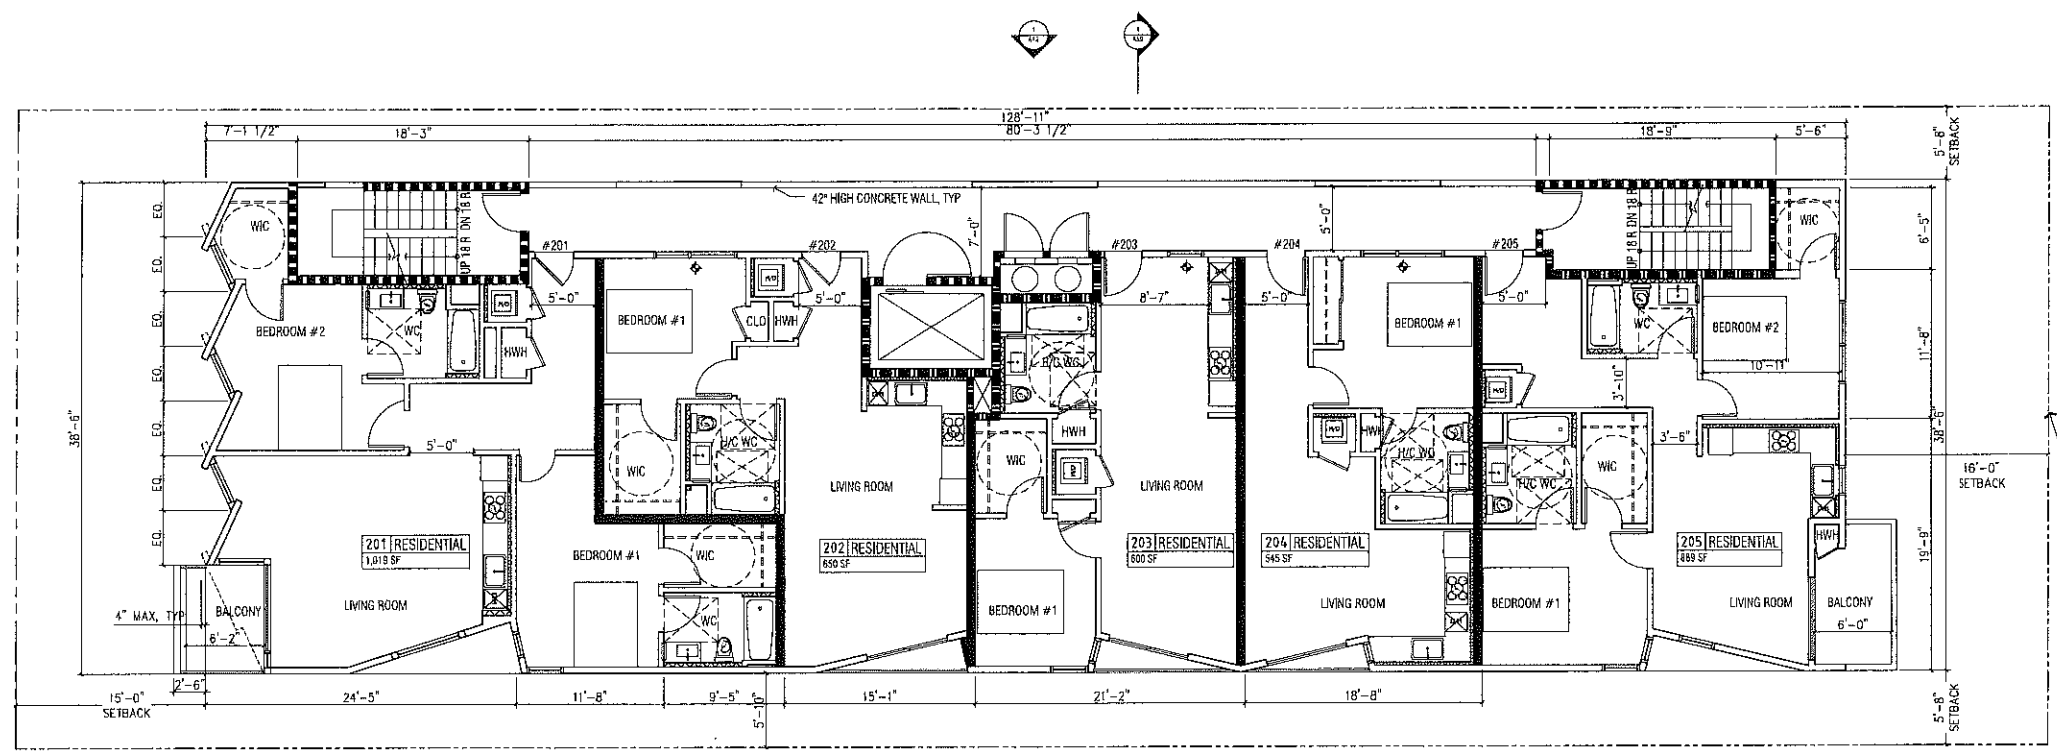 1
1
128'-11"
7'-1 1/2"
18'-3"
80'-3 1/2"
18'-9"
5'-6"
5'-8"
SETBACK
42" HIGH CONCRETE WALL, TYP
EQ.
EQ.
EQ.
EQ.
EQ.
EQ.
EQ.
38'-6"
WIC
UP 18 R DN 18 R
#201
#202
7'-0"
#203
#204
5'-0"
#205
UP 18 R DN 18 R
WIC
6'-5"
5'-0"
5'-0"
8'-7"
5'-0"
5'-0"
BEDROOM #2
WC
HWH
BEDROOM #1
CLO
HWH
H/C WC
BEDROOM #1
WC
BEDROOM #2
10'-11"
11'-8"
3'-10"
38'-6"
5'-0"
WIC
H/C WC
WIC
HWH
HWH
H/C WC
H/C WC
WIC
3'-6"
16'-0"
SETBACK
LIVING ROOM
LIVING ROOM
201 RESIDENTIAL
1,019 SF
BEDROOM #1
WIC
202 RESIDENTIAL
650 SF
203 RESIDENTIAL
600 SF
204 RESIDENTIAL
545 SF
205 RESIDENTIAL
889 SF
HWH
19'-9"
4" MAX, TYP
BALCONY
6'-2"
LIVING ROOM
WC
BEDROOM #1
LIVING ROOM
BEDROOM #1
LIVING ROOM
BALCONY
6'-0"
2'-6"
15'-0"
SETBACK
24'-5"
11'-8"
9'-5"
5'-10"
15'-1"
21'-2"
18'-8"
5'-8"
SETBACK